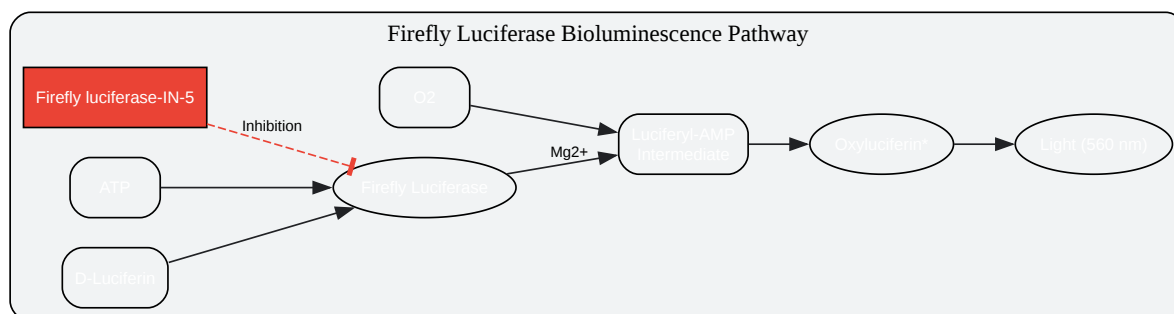 Firefly Luciferase Bioluminescence Pathway
Firefly luciferase-IN-5
O2
Inhibition
Luciferyl-AMP
intermediate
Mg2+
Oxyluciferin*
Light (560 nm)
ATP
Firefly Luciferase
D-Luciferin